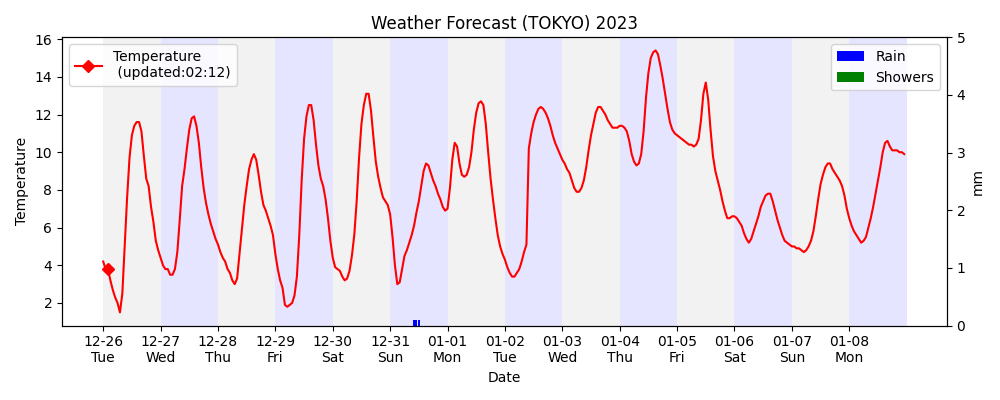 Weather Forecast (TOKYO) 2023
Temperature
(updated:02:12)
Rain
Showers
Temperature
16
14
12
10
8
6
4
2
5
4
3
2
1
0
mm
12-26 12-27 12-28 12-29 12-30 12-31 01-01 01-02 01-03 01-04 01-05 01-06 01-07 01-08
Tue Wed Thu Fri Sat Sun Mon Tue Wed Thu Fri Sat Sun Mon
Date